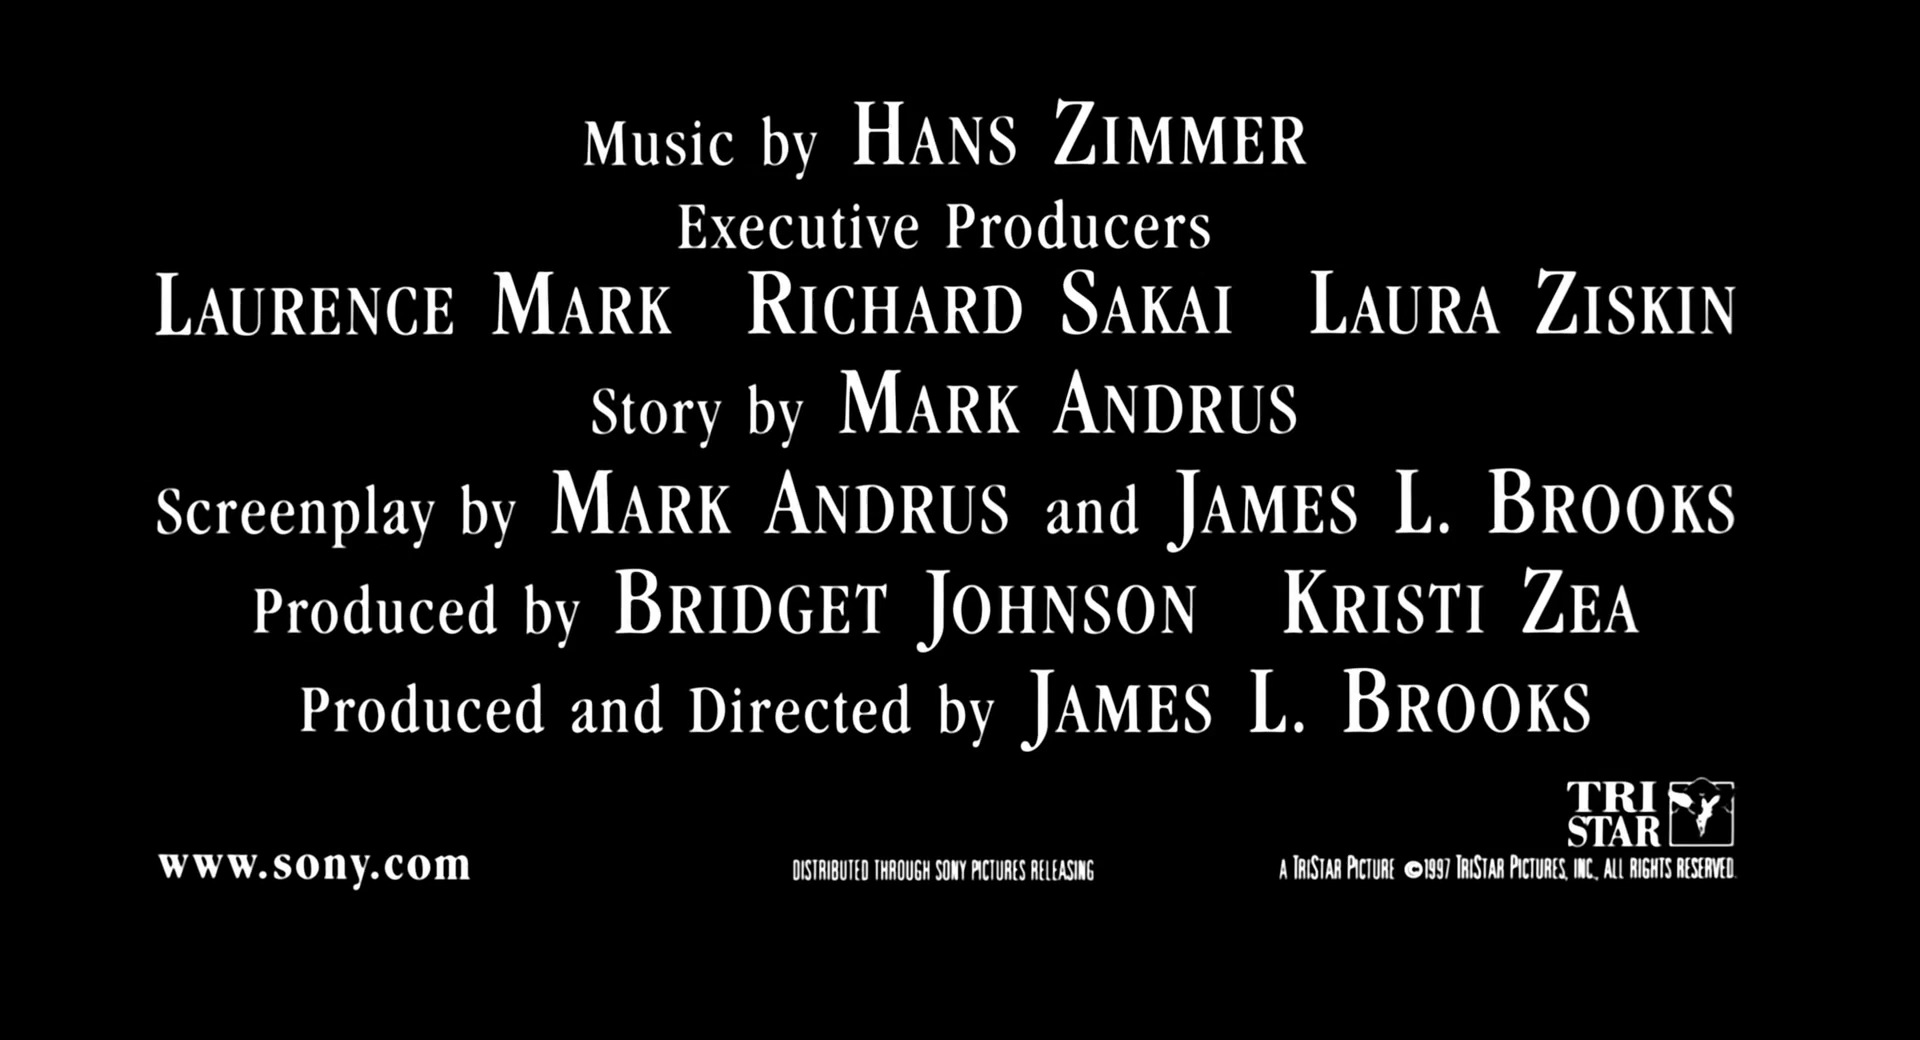 Music by HANS ZIMMER
Executive Producers
LAURENCE MARK RICHARD SAKAI LAURA ZISKIN
Story by MARK ANDRUS
Screenplay by MARK ANDRUS and JAMES L. BROOKS
Produced by BRIDGET JOHNSON KRISTI ZEA
Produced and Directed by JAMES L. BROOKS
TRI
STAR
www.sony.com
DISTRIBUTED THROUGH SONY PICTURES RELEASING
A TRISTAR PICTURE ©1997 TRISTAR PICTURES, INC., ALL RIGHTS RESERVED.